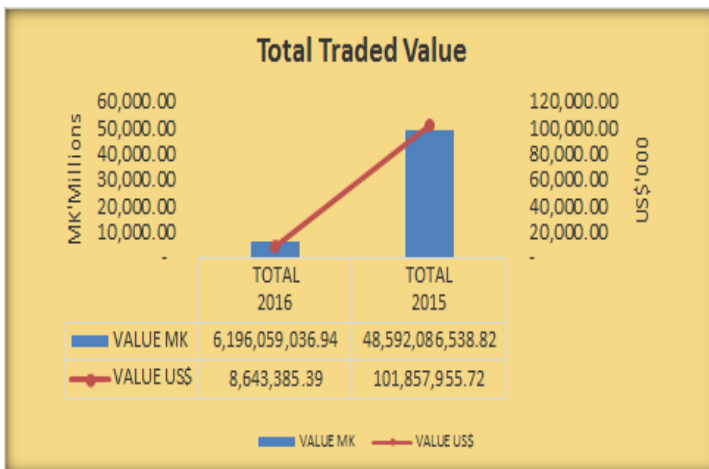 Total Traded Value
MK'Millions
60,000.00
50,000.00
40,000.00
30,000.00
20,000.00
10,000.00
-
120,000.00
100,000.00
80,000.00
60,000.00
40,000.00
20,000.00
-
US$'000
TOTAL 2016 TOTAL 2015
VALUE MK 6,196,059,036.94 48,592,086,538.82
VALUE US$ 8,643,385.39 101,857,955.72
VALUE MK VALUE US$